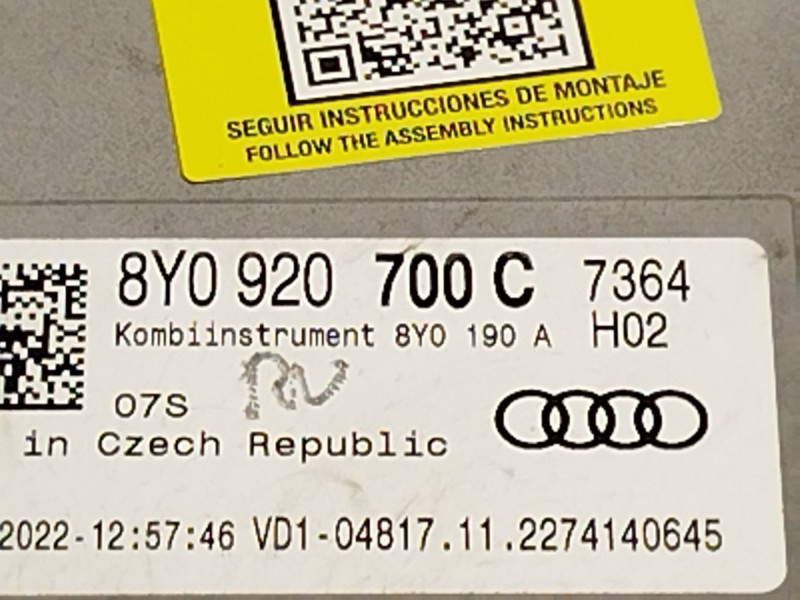 SEGUIR INSTRUCCIONES DE MONTAJE
FOLLOW THE ASSEMBLY INSTRUCTIONS
8Y0 920 700 C 7364
Kombiinstrument 8Y0 190 A H02
07S
in Czech Republic
2022-12:57:46 VD1-04817.11.2274140645